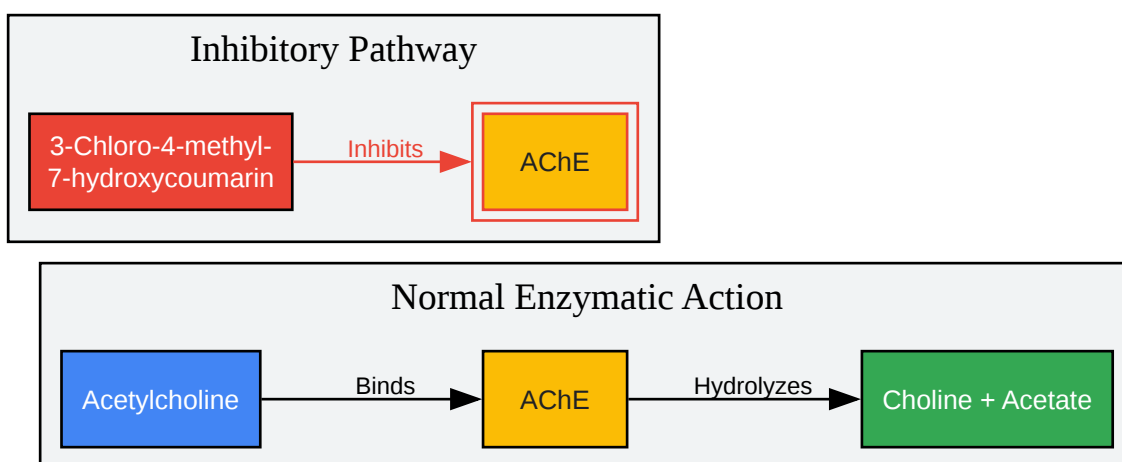 Inhibitory Pathway
3-Chloro-4-methyl-
7-hydroxycoumarin
Inhibits
AChE
Normal Enzymatic Action
Acetylcholine
Binds
AChE
Hydrolyzes
Choline + Acetate